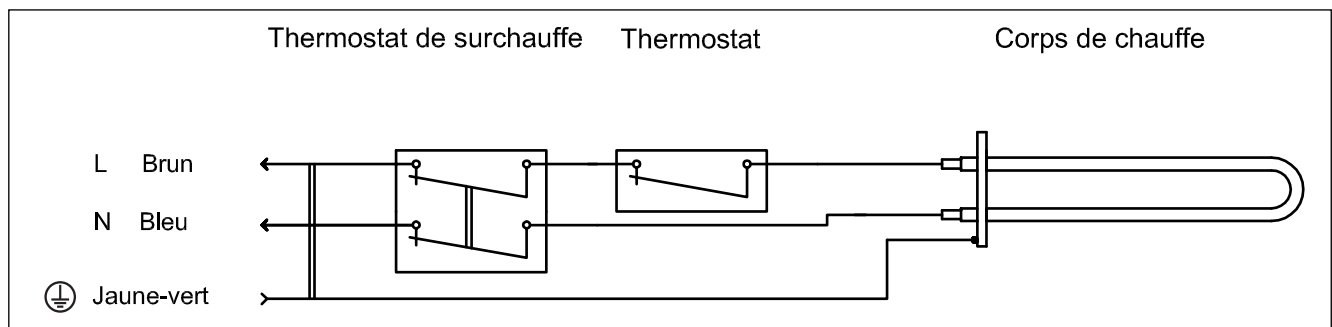 Thermostat de surchauffe Thermostat Corps de chauffe
L Brun
N Bleu
Jaune-vert